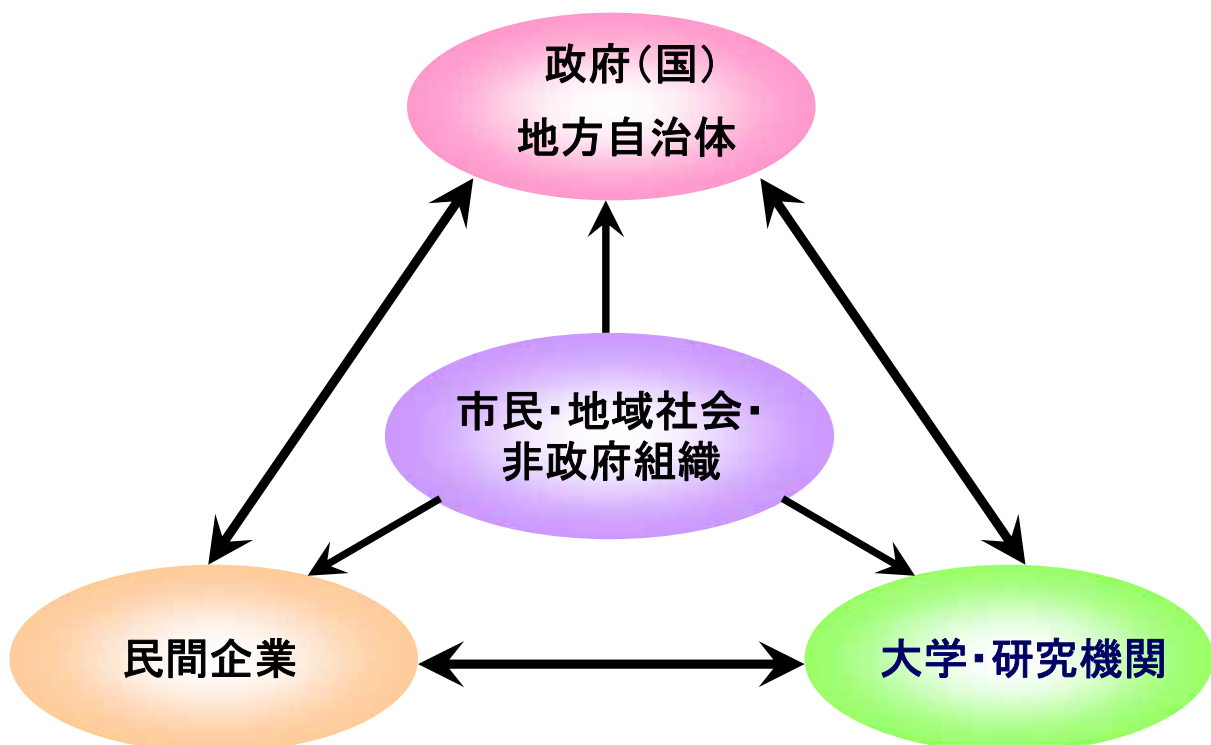 政府（国）
地方自治体
市民・地域社会・
非政府組織
民間企業
大学・研究機関